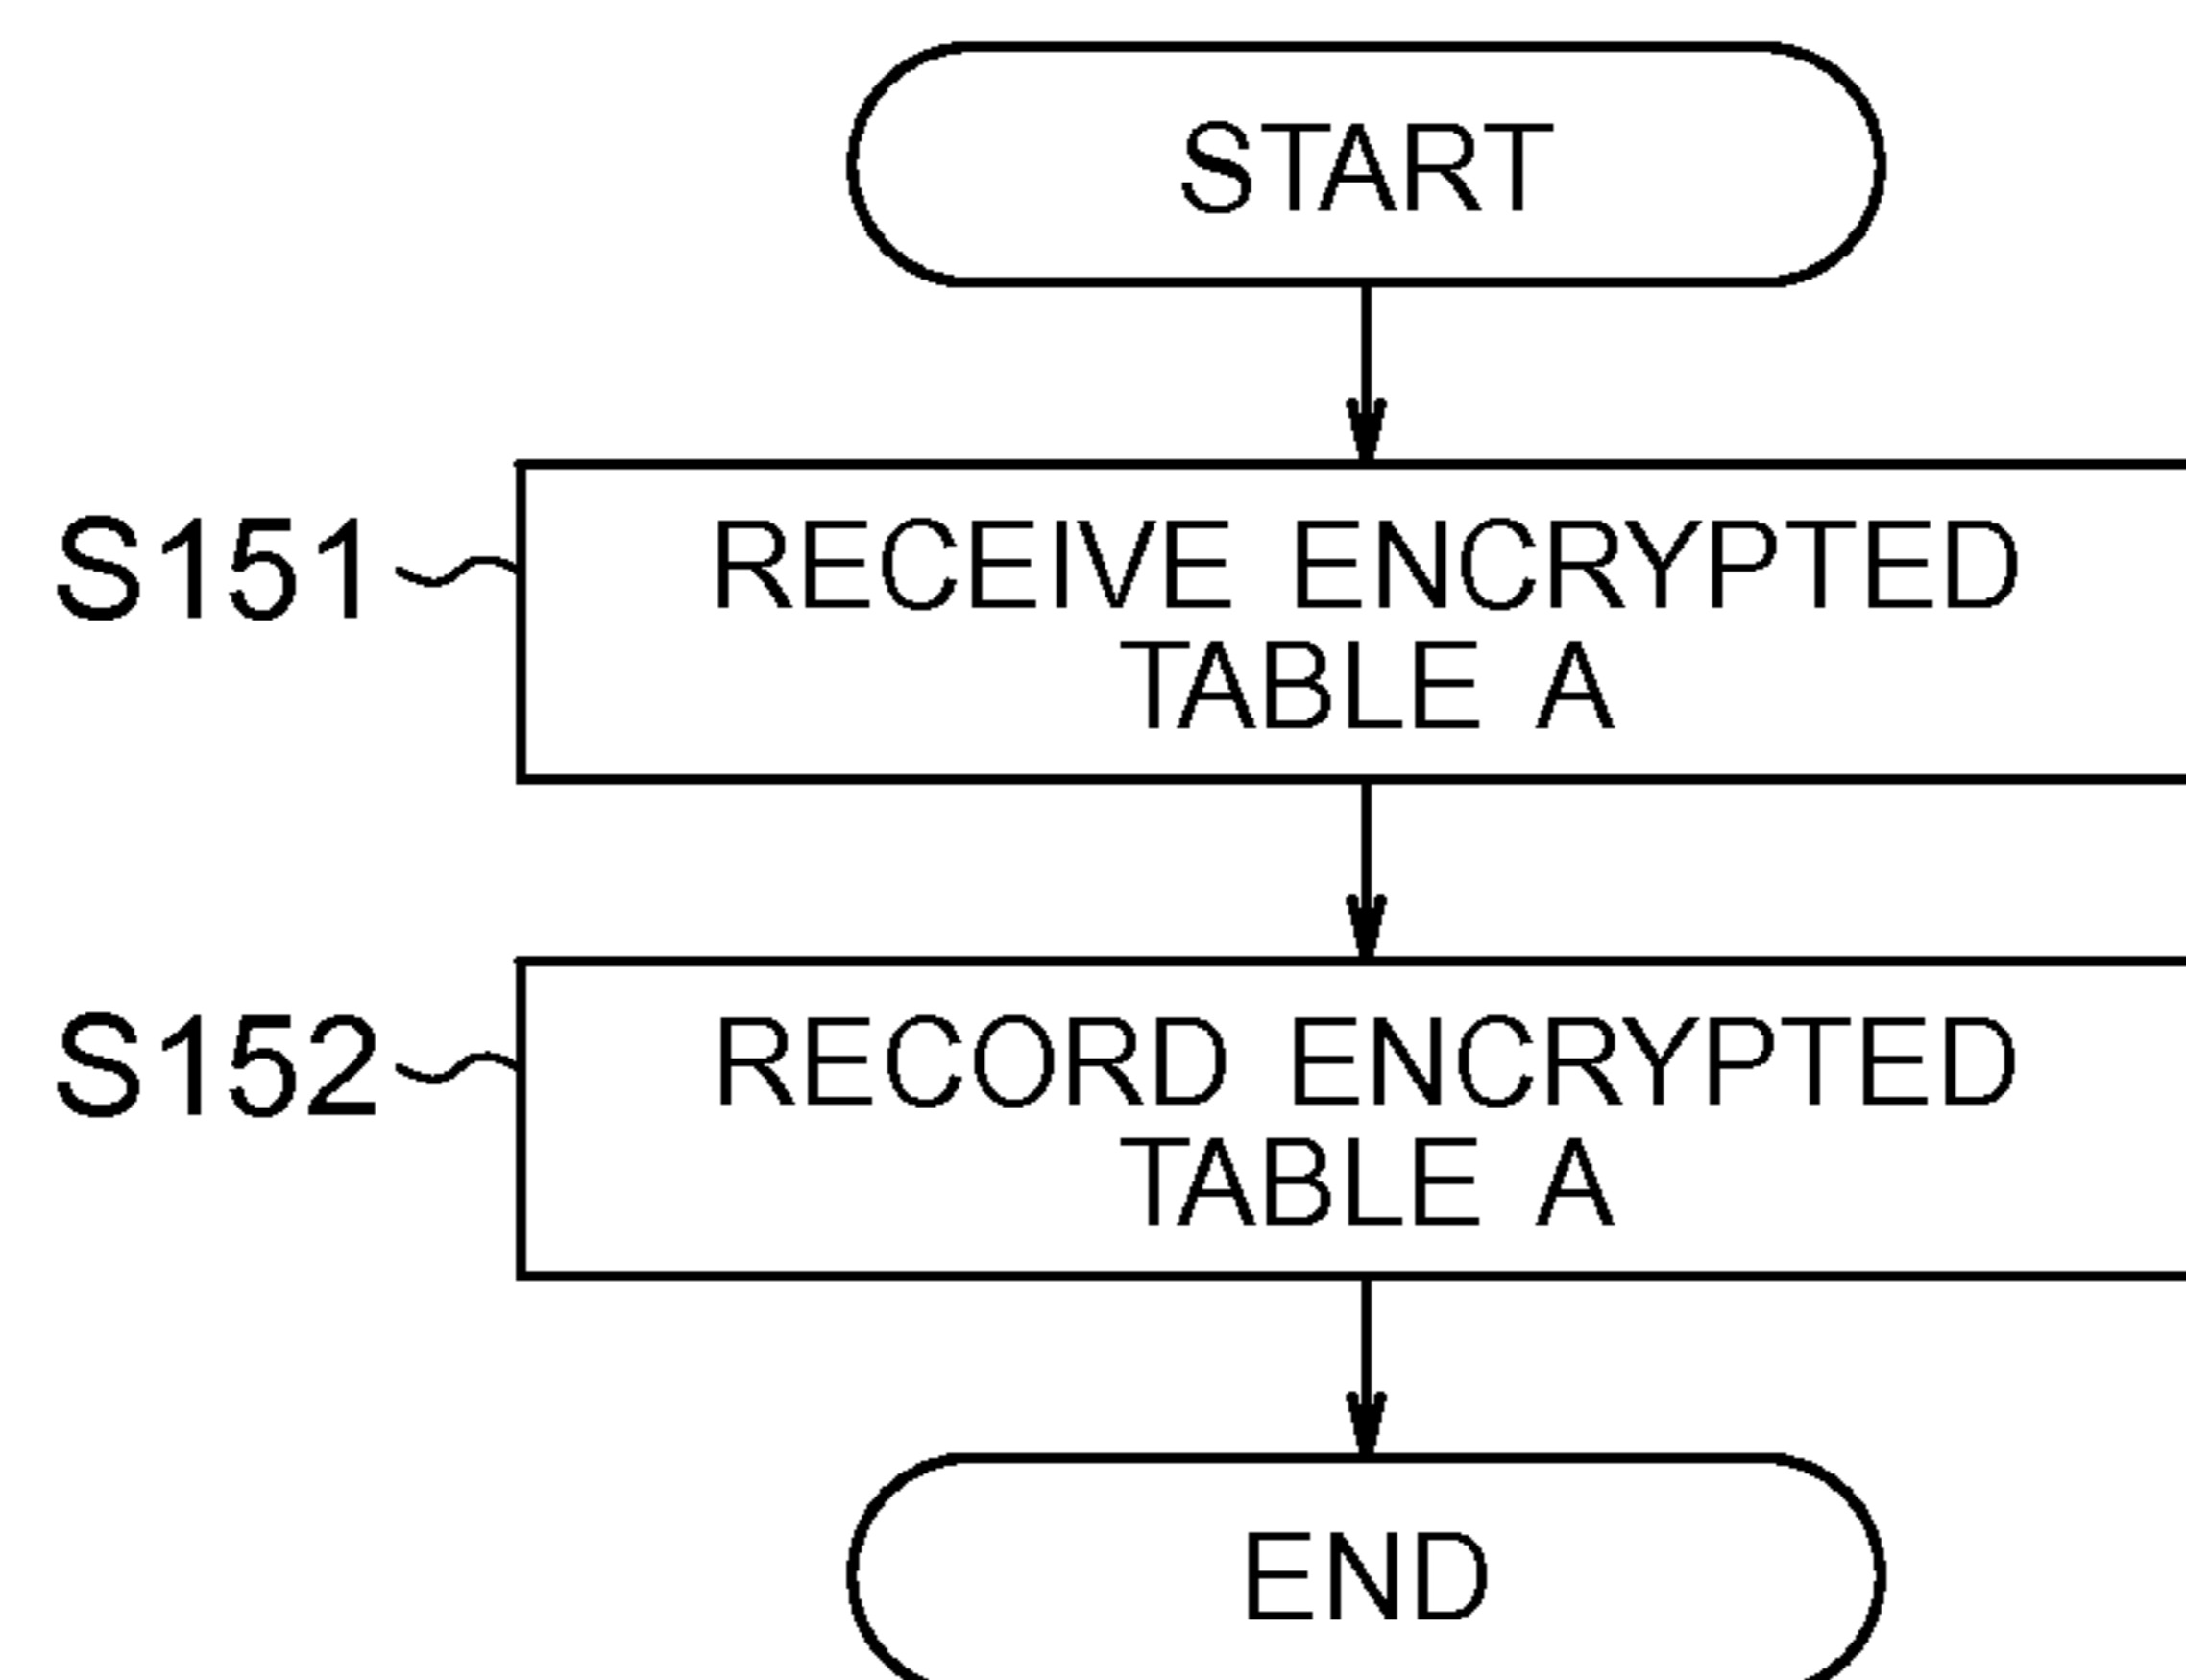 START
S151
RECEIVE ENCRYPTED
TABLE A
S152
RECORD ENCRYPTED
TABLE A
END